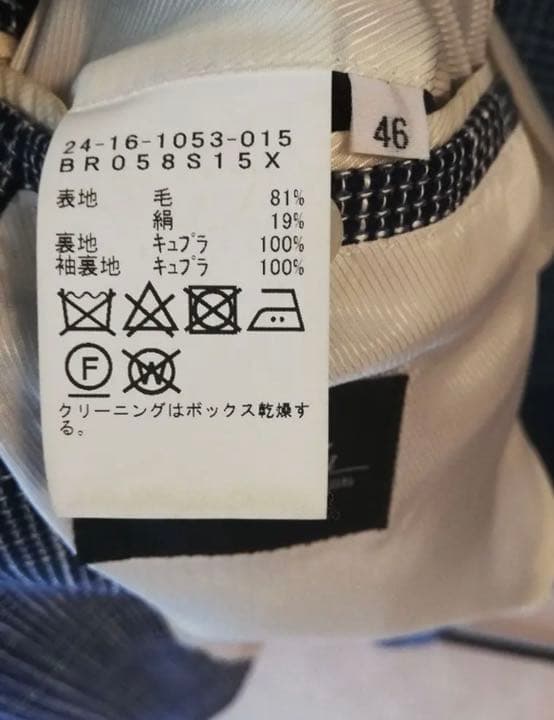 24-16-1053-015
BR058S15X
46
表地 毛 81%
絹 19%
裏地 キュプラ 100%
袖裏地 キュプラ 100%
F W
クリーニングはボックス乾燥す
る。